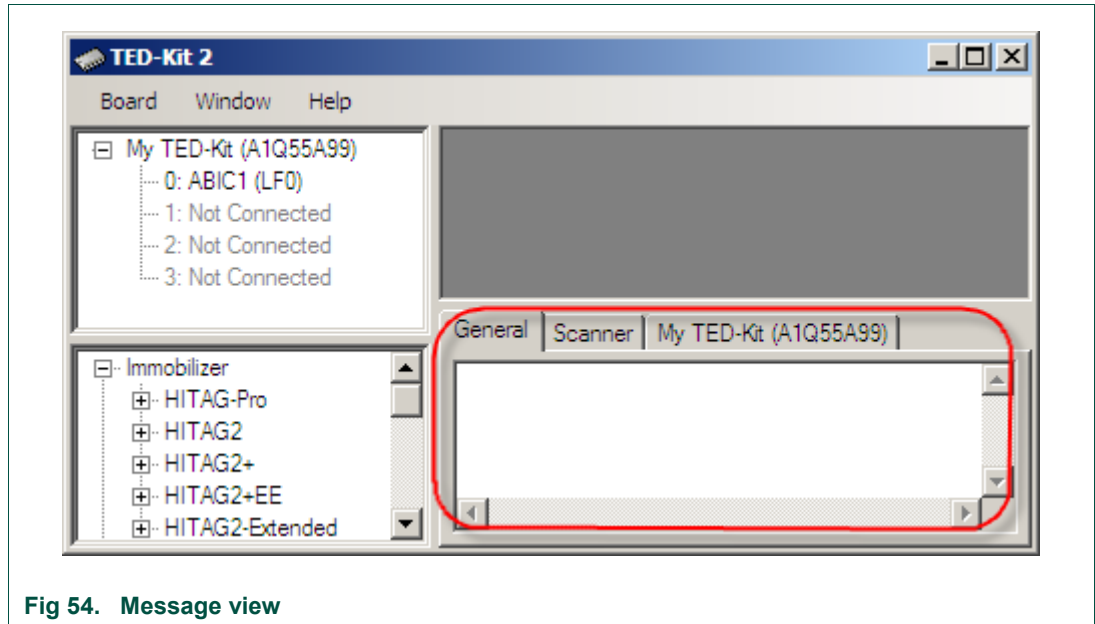 TED-Kit 2
Board Window Help
My TED-Kit (A1Q55A99)
0: ABIC1 (LF0)
1: Not Connected
2: Not Connected
3: Not Connected
General Scanner My TED-Kit (A1Q55A99)
Immobilizer
HITAG-Pro
HITAG2
HITAG2+
HITAG2+EE
HITAG2-Extended
Fig 54. Message view